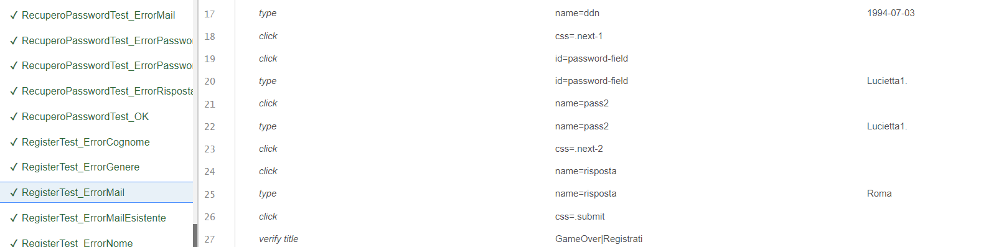 ✓ RecuperoPasswordTest_ErrorMail
✓ RecuperoPasswordTest_ErrorPasswo
✓ RecuperoPasswordTest_ErrorPasswo
✓ RecuperoPasswordTest_ErrorRisposta
✓ RecuperoPasswordTest_OK
✓ RegisterTest_ErrorCognome
✓ RegisterTest_ErrorGenere
✓ RegisterTest_ErrorMail
✓ RegisterTest_ErrorMailEsistente
✓ RegisterTest_ErrorNome
17 type name=ddn 1994-07-03
18 click css=.next-1
19 click id=password-field
20 type id=password-field Lucietta1.
21 click name=pass2
22 type name=pass2 Lucietta1.
23 click css=.next-2
24 click name=risposta
25 type name=risposta Roma
26 click css=.submit
27 verify title GameOver|Registrati